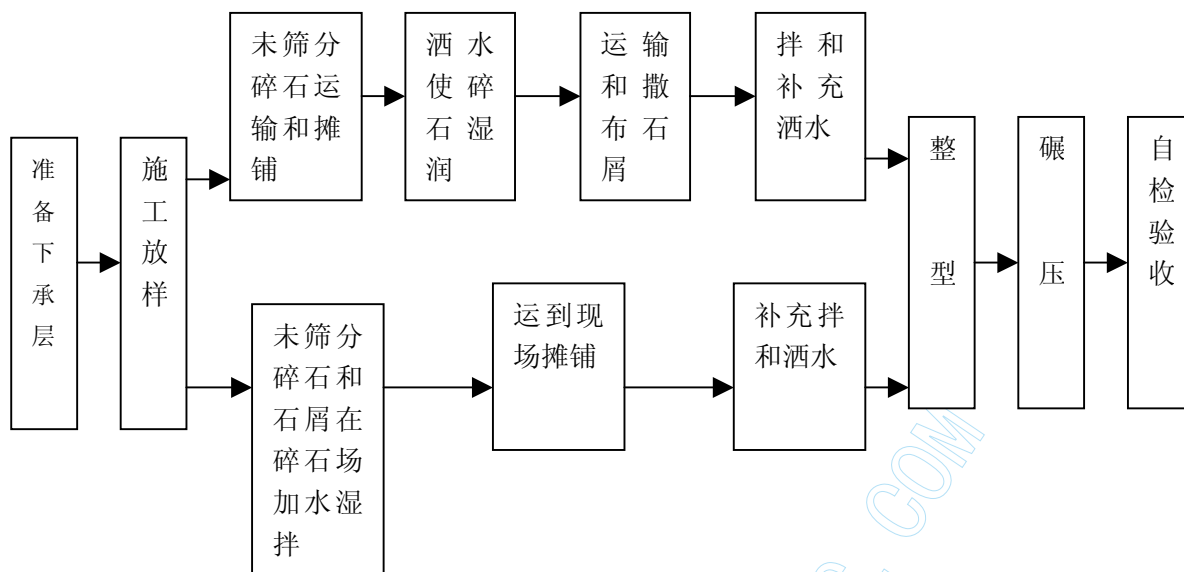 准备下承层
施工放样
未筛分
碎石运
输和摊
铺
洒水
使碎
石湿
润
运输
和撒
布石
屑
拌和
补充
洒水
未筛分
碎石和
石屑在
碎石场
加水湿
拌
运到现
场摊铺
补充拌
和洒水
整型
碾压
自检验收
COM